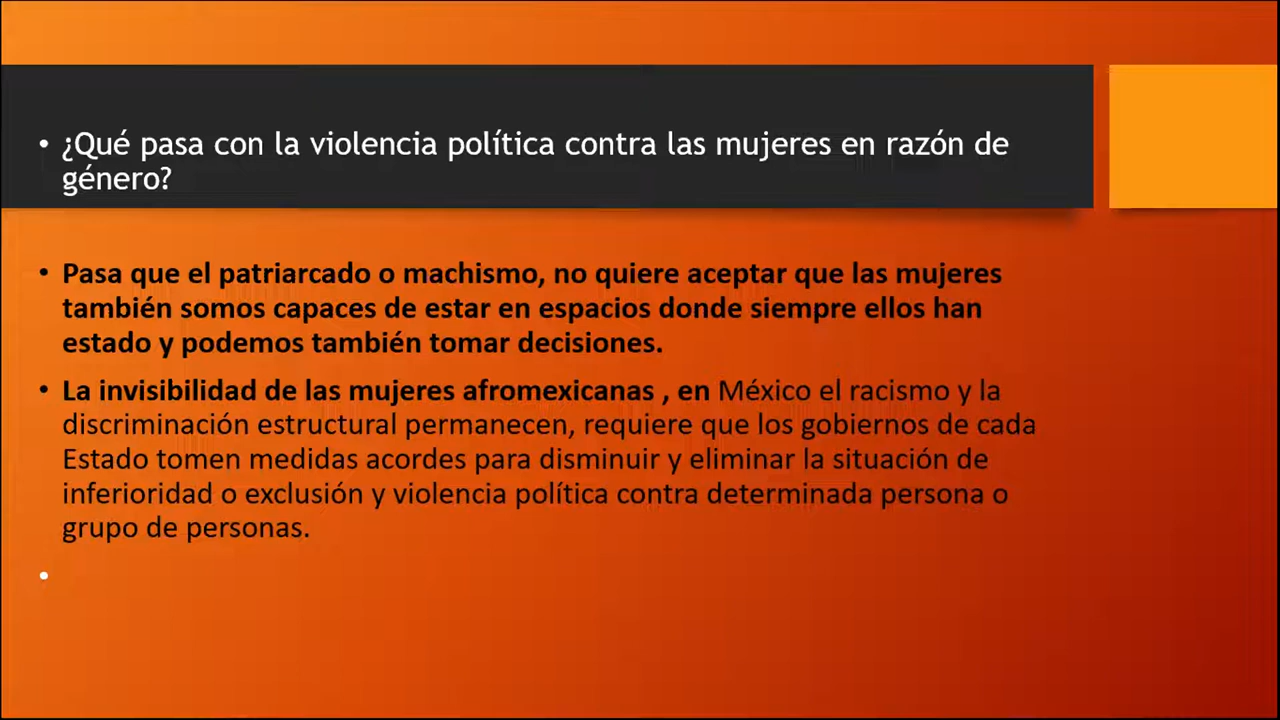 • ¿Qué pasa con la violencia política contra las mujeres en razón de
género?
• Pasa que el patriarcado o machismo, no quiere aceptar que las mujeres
también somos capaces de estar en espacios donde siempre ellos han
estado y podemos también tomar decisiones.
• La invisibilidad de las mujeres afromexicanas , en México el racismo y la
discriminación estructural permanecen, requiere que los gobiernos de cada
Estado tomen medidas acordes para disminuir y eliminar la situación de
inferioridad o exclusión y violencia política contra determinada persona o
grupo de personas.
•